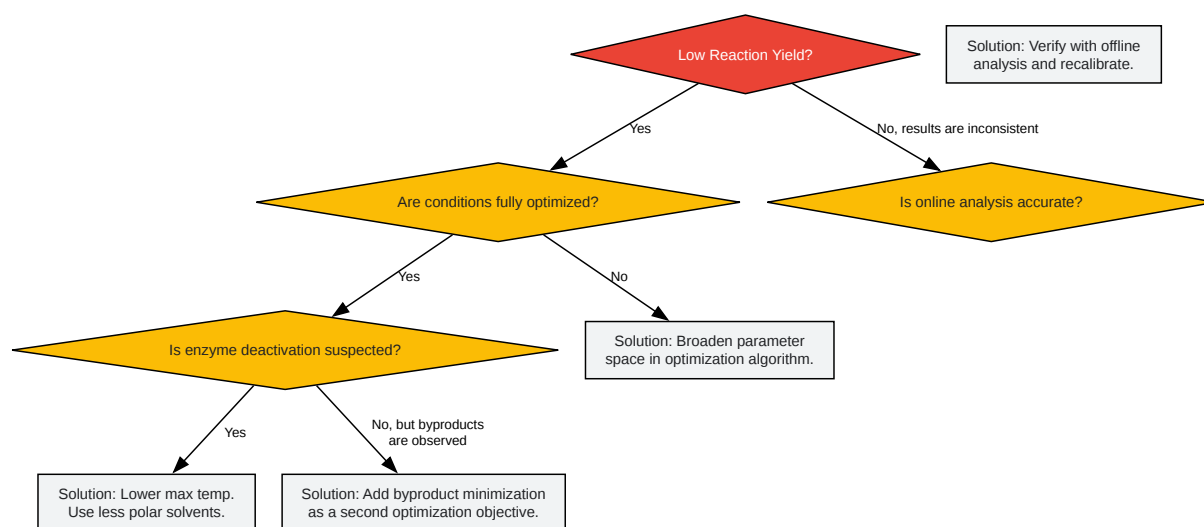 Low Reaction Yield?
Solution: Verify with offline
analysis and recalibrate.
Yes
No, results are inconsistent
Are conditions fully optimized?
Is online analysis accurate?
Yes
No
Is enzyme deactivation suspected?
Solution: Broaden parameter
space in optimization algorithm.
Yes
No, but byproducts
are observed
Solution: Lower max temp.
Use less polar solvents.
Solution: Add byproduct minimization
as a second optimization objective.